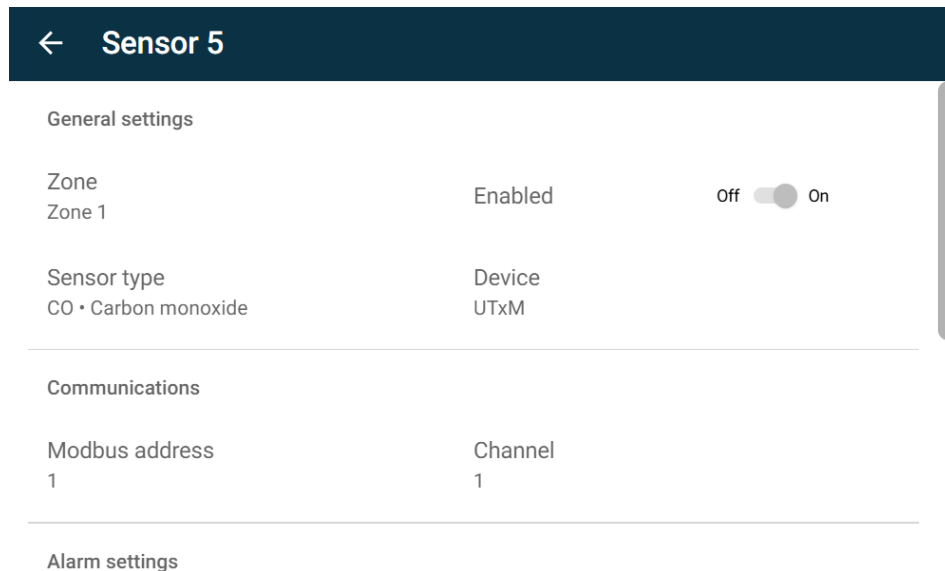 Sensor 5
General settings
Zone
Zone 1
Enabled
Off On
Sensor type
CO • Carbon monoxide
Device
UTxM
Communications
Modbus address
1
Channel
1
Alarm settings